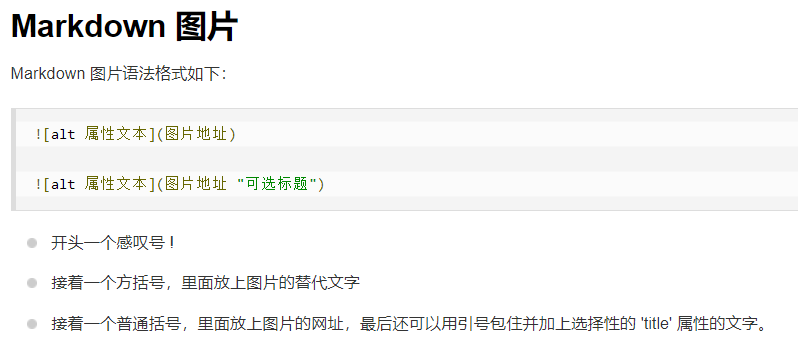 Markdown 图片
Markdown 图片语法格式如下：
![alt 属性文本](图片地址)
![alt 属性文本](图片地址 "可选标题")
开头一个感叹号 !
接着一个方括号，里面放上图片的替代文字
接着一个普通括号，里面放上图片的网址，最后还可以用引号包住并加上选择性的 'title' 属性的文字。